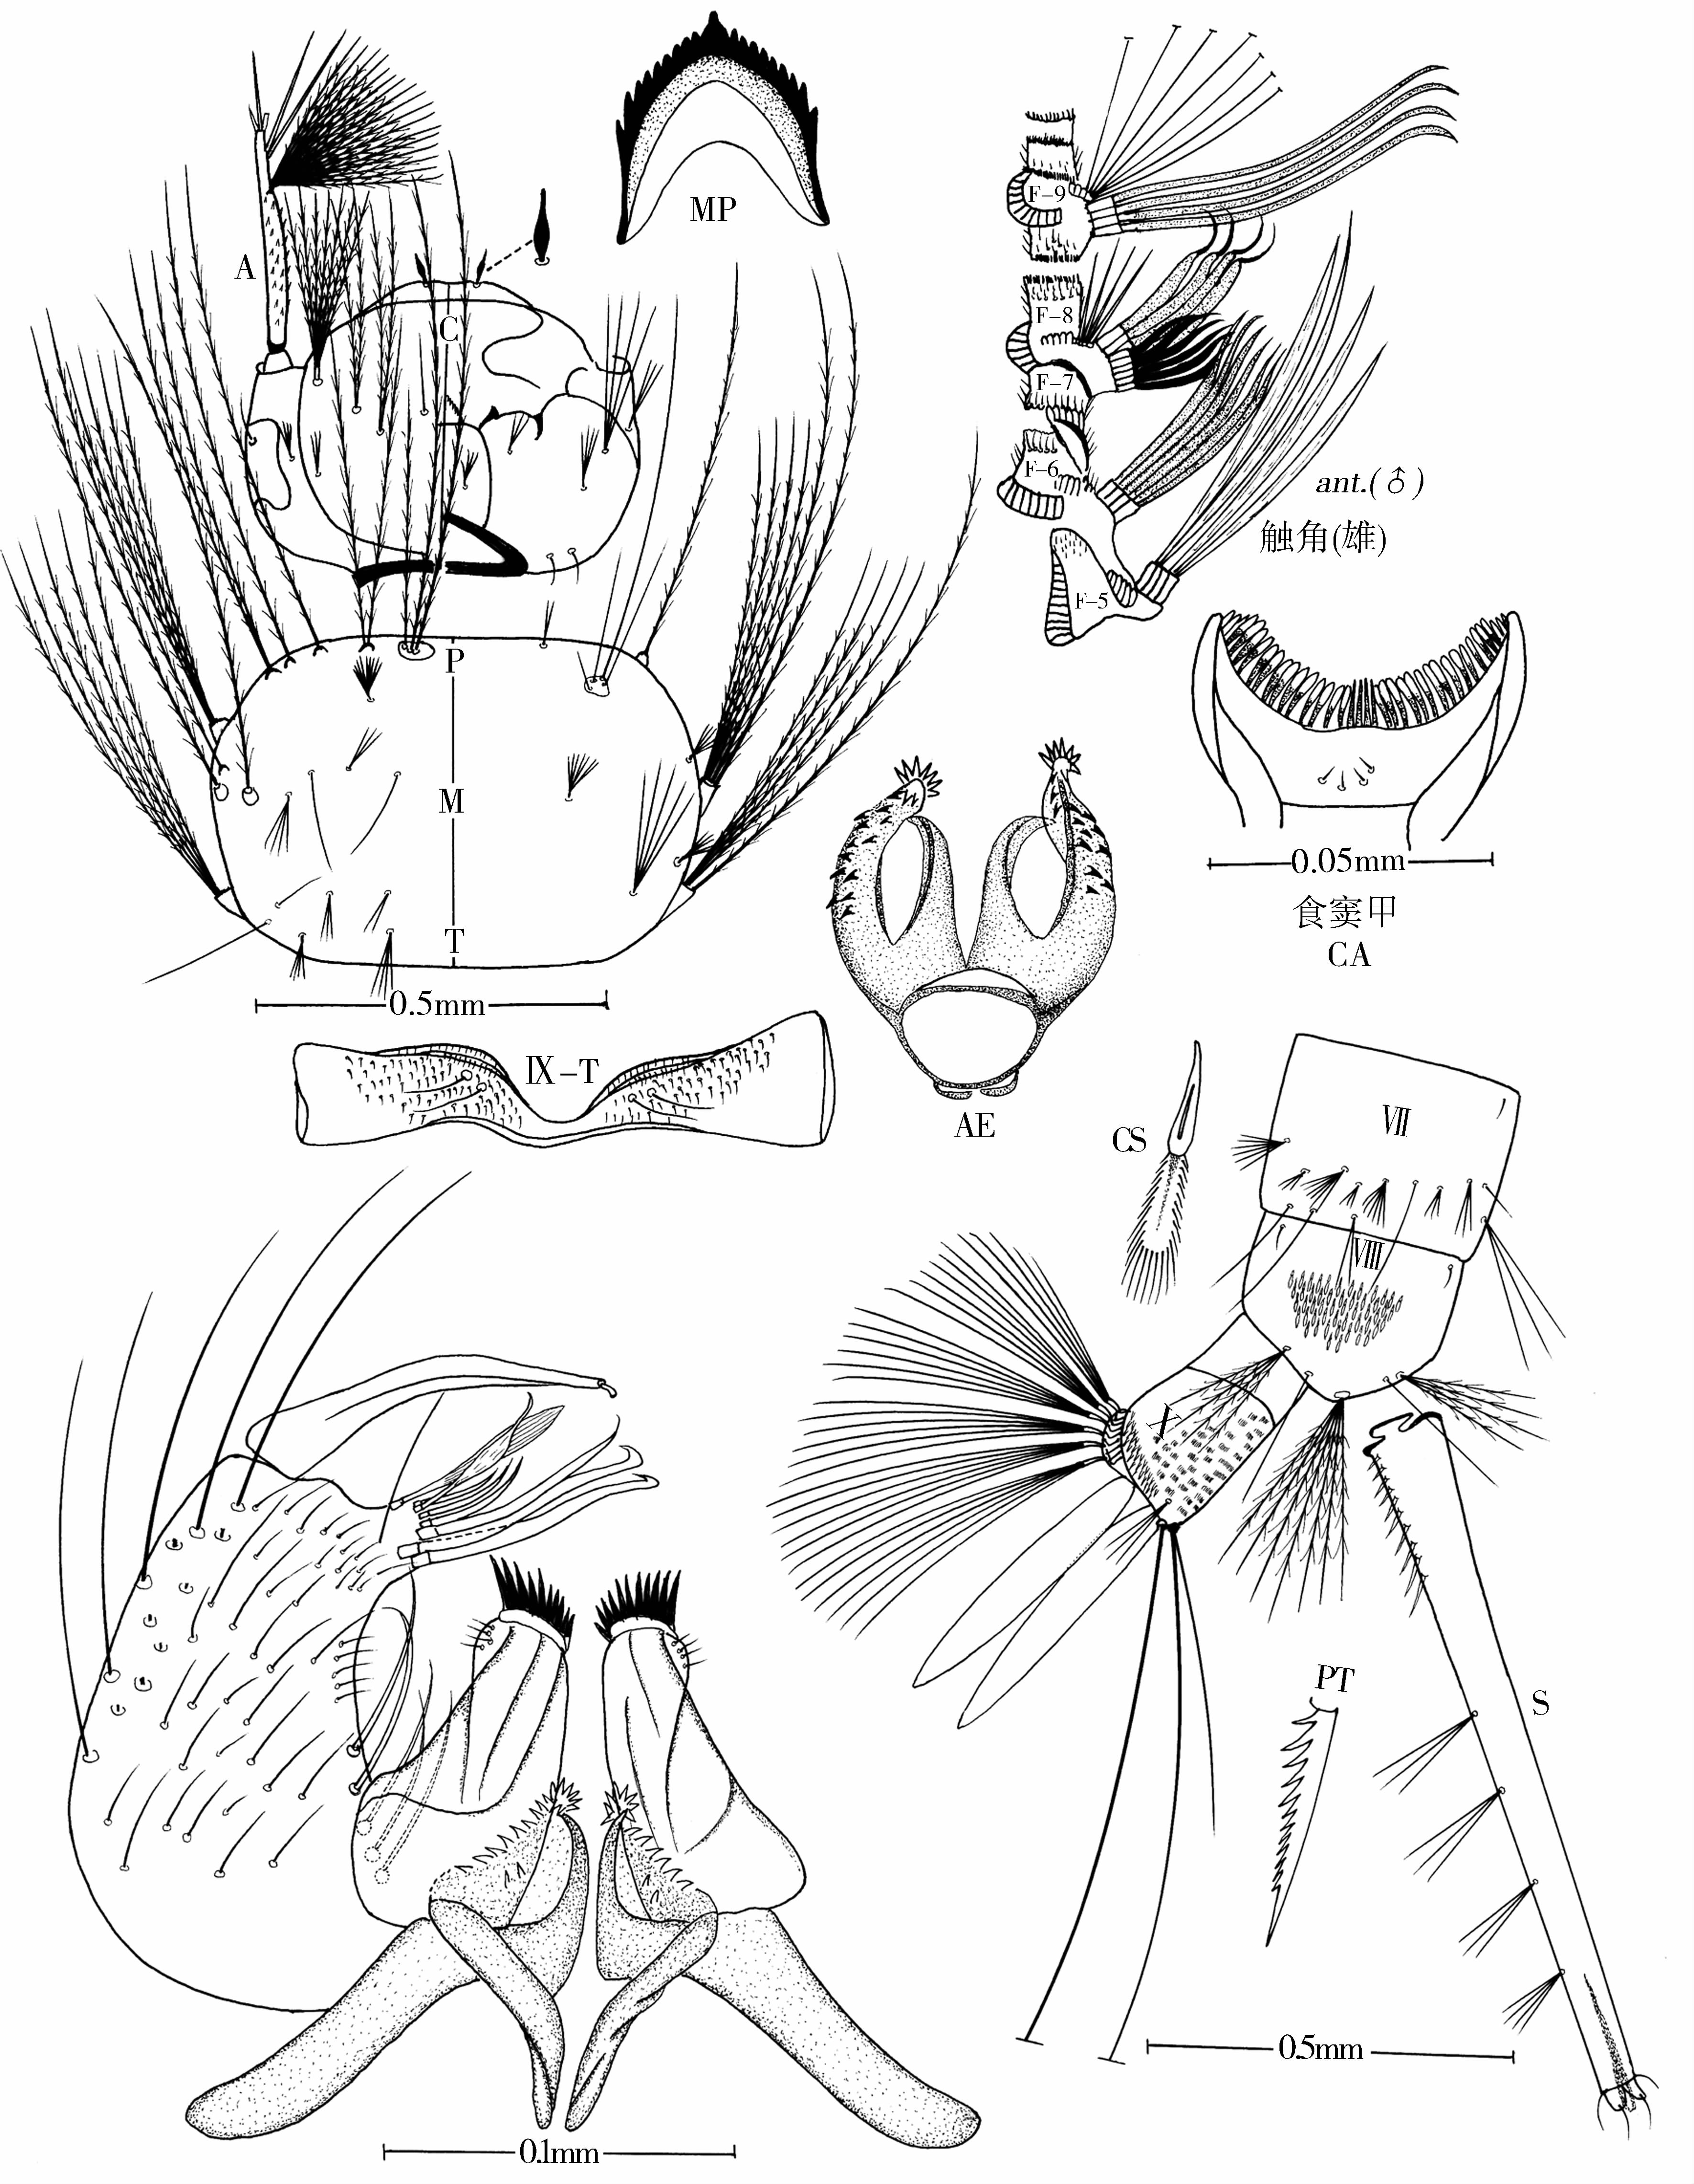 MP
A
C
F-9
F-8
F-7
F-6
F-5
ant.(♂)
触角(雄)
P
M
T
0.5mm
0.05mm
食窦甲
CA
IX-T
AE
CS
VII
VIII
X
PT
S
0.5mm
0.1mm